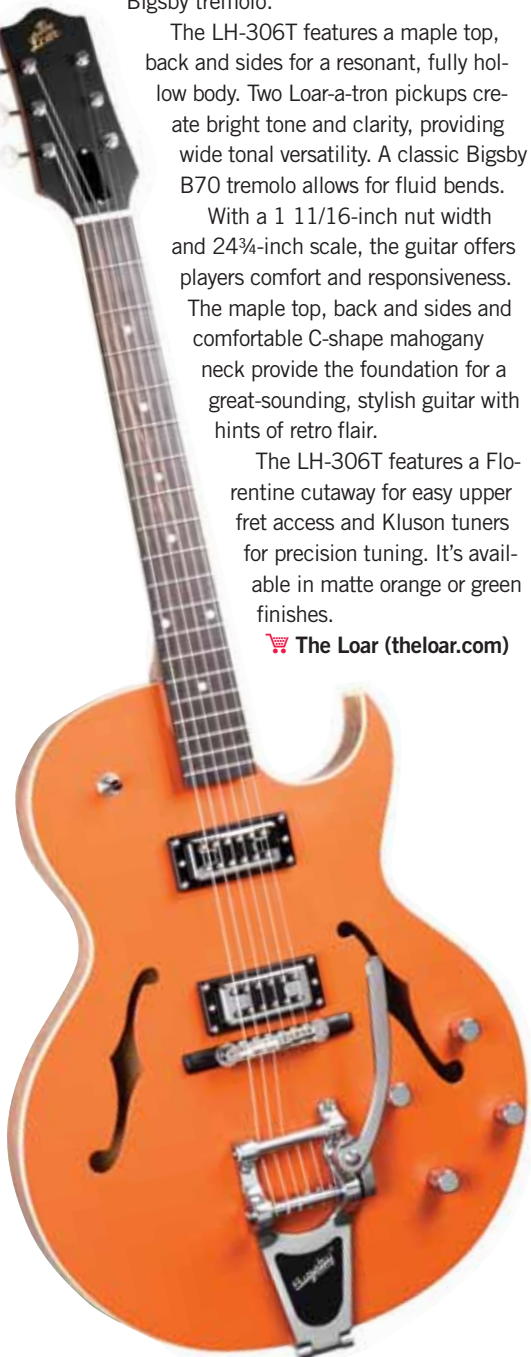 Bigsby tremolo.
The LH-306T features a maple top,
back and sides for a resonant, fully hol-
low body. Two Loar-a-tron pickups cre-
ate bright tone and clarity, providing
wide tonal versatility. A classic Bigsby
B70 tremolo allows for fluid bends.
With a 1 11/16-inch nut width
and 24¾-inch scale, the guitar offers
players comfort and responsiveness.
The maple top, back and sides and
comfortable C-shape mahogany
neck provide the foundation for a
great-sounding, stylish guitar with
hints of retro flair.
The LH-306T features a Flo-
rentine cutaway for easy upper
fret access and Kluson tuners
for precision tuning. It’s avail-
able in matte orange or green
finishes.
The Loar (theloar.com)
The
Loar
Bigsby